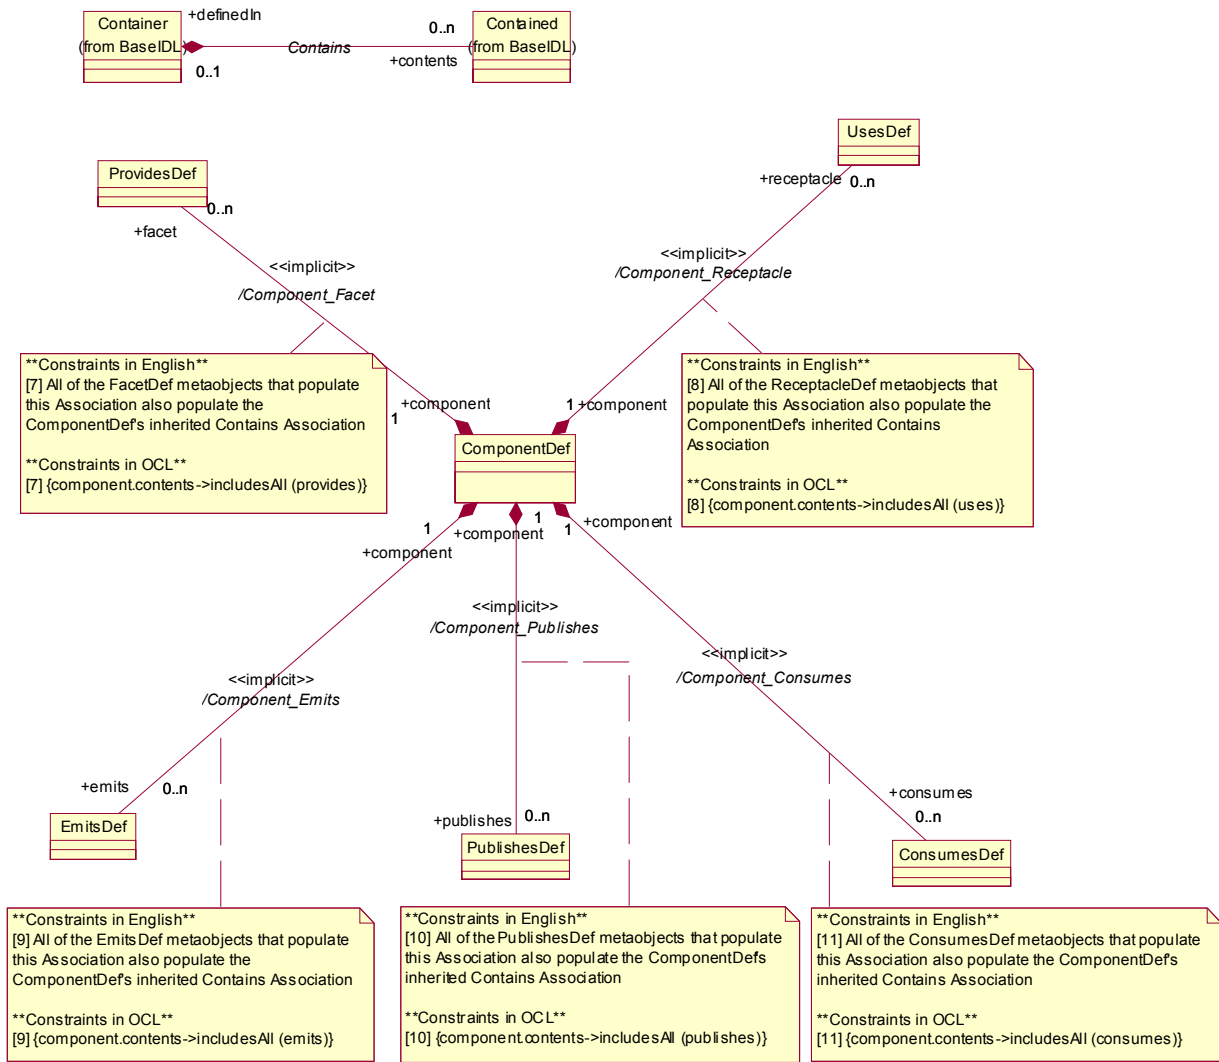 +definedIn
Container
(from BaseIDL)
0..1
Contains
0..n
+contents
Contained
(from BaseIDL)
UsesDef
+receptacle
0..n
ProvidesDef
0..n
+facet
<<implicit>>
/Component_Facet
<<implicit>>
/Component_Receptacle
**Constraints in English**
[7] All of the FacetDef metaobjects that populate
this Association also populate the
ComponentDef's inherited Contains Association
**Constraints in OCL**
[7] {component.contents->includesAll (provides)}
**Constraints in English**
[8] All of the ReceptacleDef metaobjects that
populate this Association also populate the
ComponentDef's inherited Contains
Association
**Constraints in OCL**
[8] {component.contents->includesAll (uses)}
+component
1
1
+component
ComponentDef
1
+component
+component
1
1
+component
<<implicit>>
/Component_Publishes
<<implicit>>
/Component_Emits
<<implicit>>
/Component_Consumes
+emits
0..n
EmitsDef
+publishes
0..n
PublishesDef
+consumes
0..n
ConsumesDef
**Constraints in English**
[9] All of the EmitsDef metaobjects that populate
this Association also populate the
ComponentDef's inherited Contains Association
**Constraints in OCL**
[9] {component.contents->includesAll (emits)}
**Constraints in English**
[10] All of the PublishesDef metaobjects that populate
this Association also populate the ComponentDef's
inherited Contains Association
**Constraints in OCL**
[10] {component.contents->includesAll (publishes)}
**Constraints in English**
[11] All of the ConsumesDef metaobjects that populate
this Association also populate the ComponentDef's
inherited Contains Association
**Constraints in OCL**
[11] {component.contents->includesAll (consumes)}